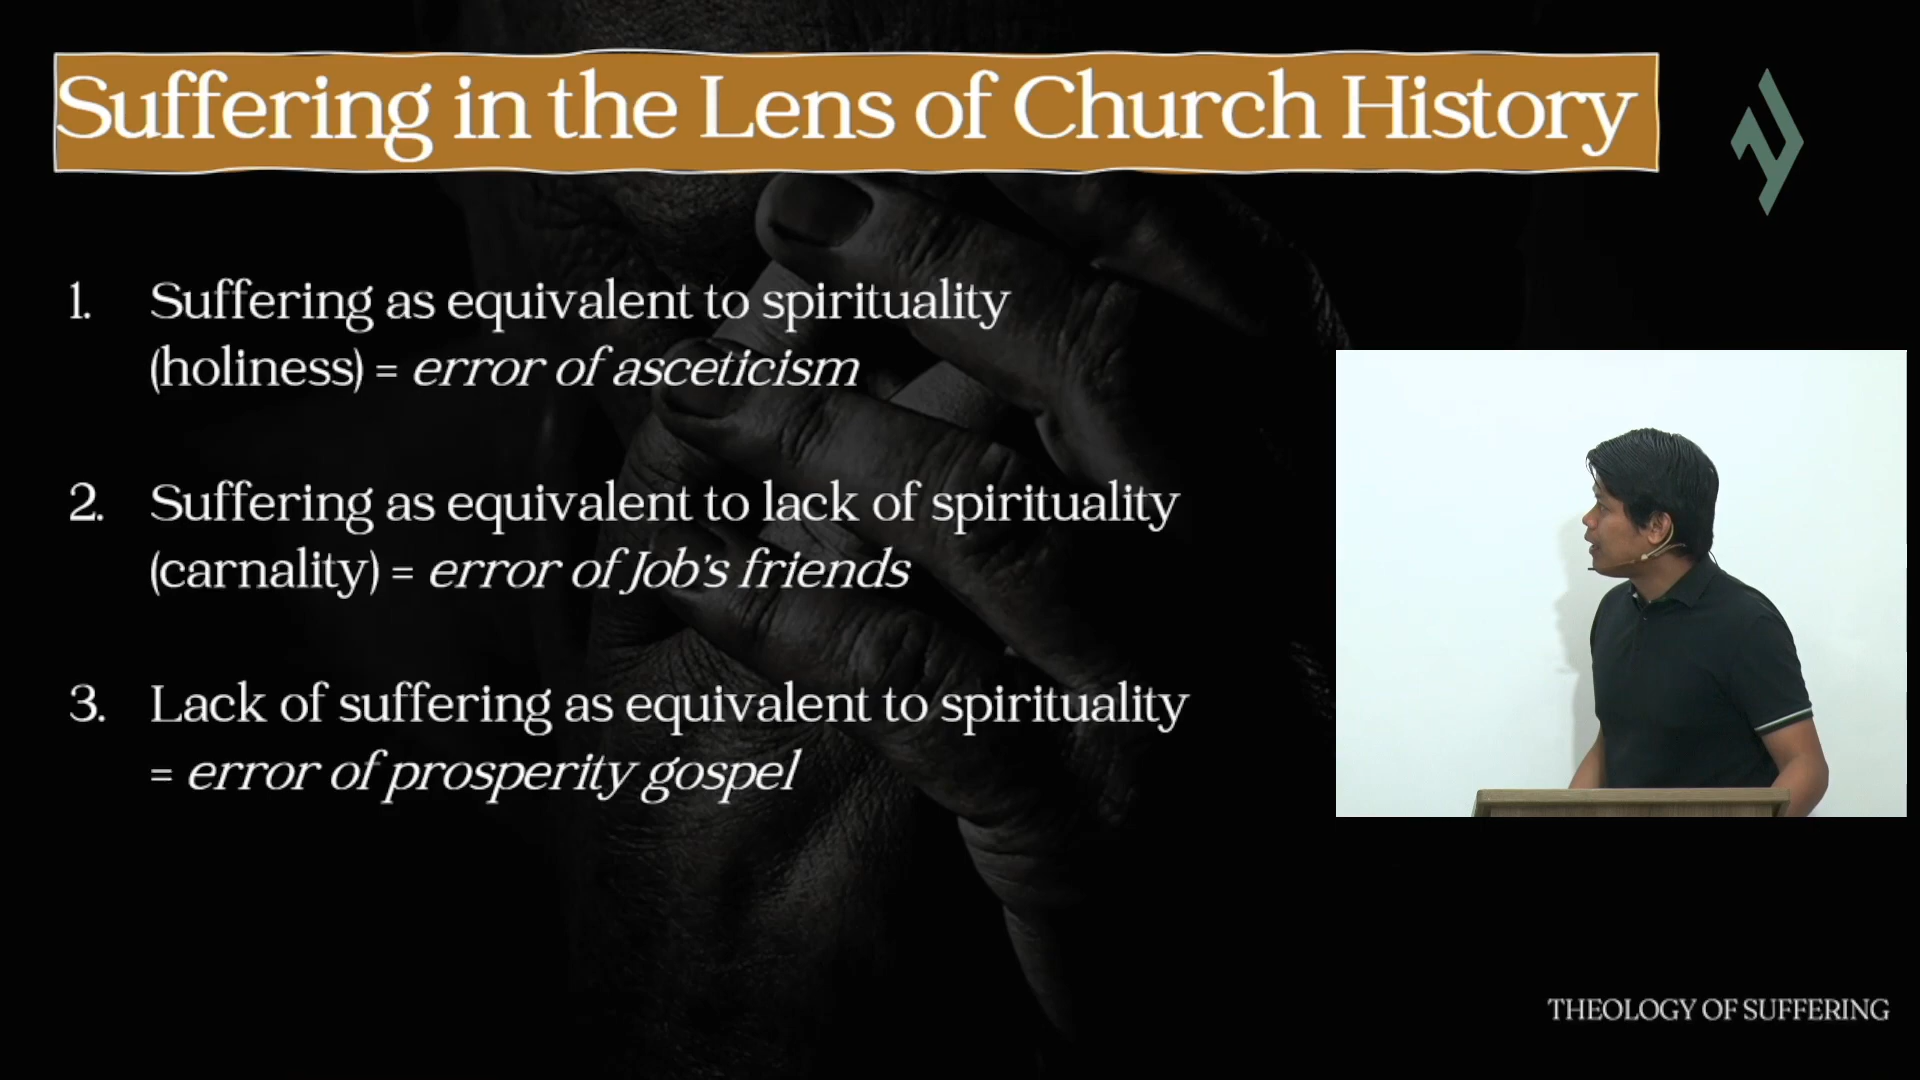 Suffering in the Lens of Church History
1. Suffering as equivalent to spirituality
(holiness) = error of asceticism
2. Suffering as equivalent to lack of spirituality
(carnality) = error of Job's friends
3. Lack of suffering as equivalent to spirituality
= error of prosperity gospel
THEOLOGY OF SUFFERING